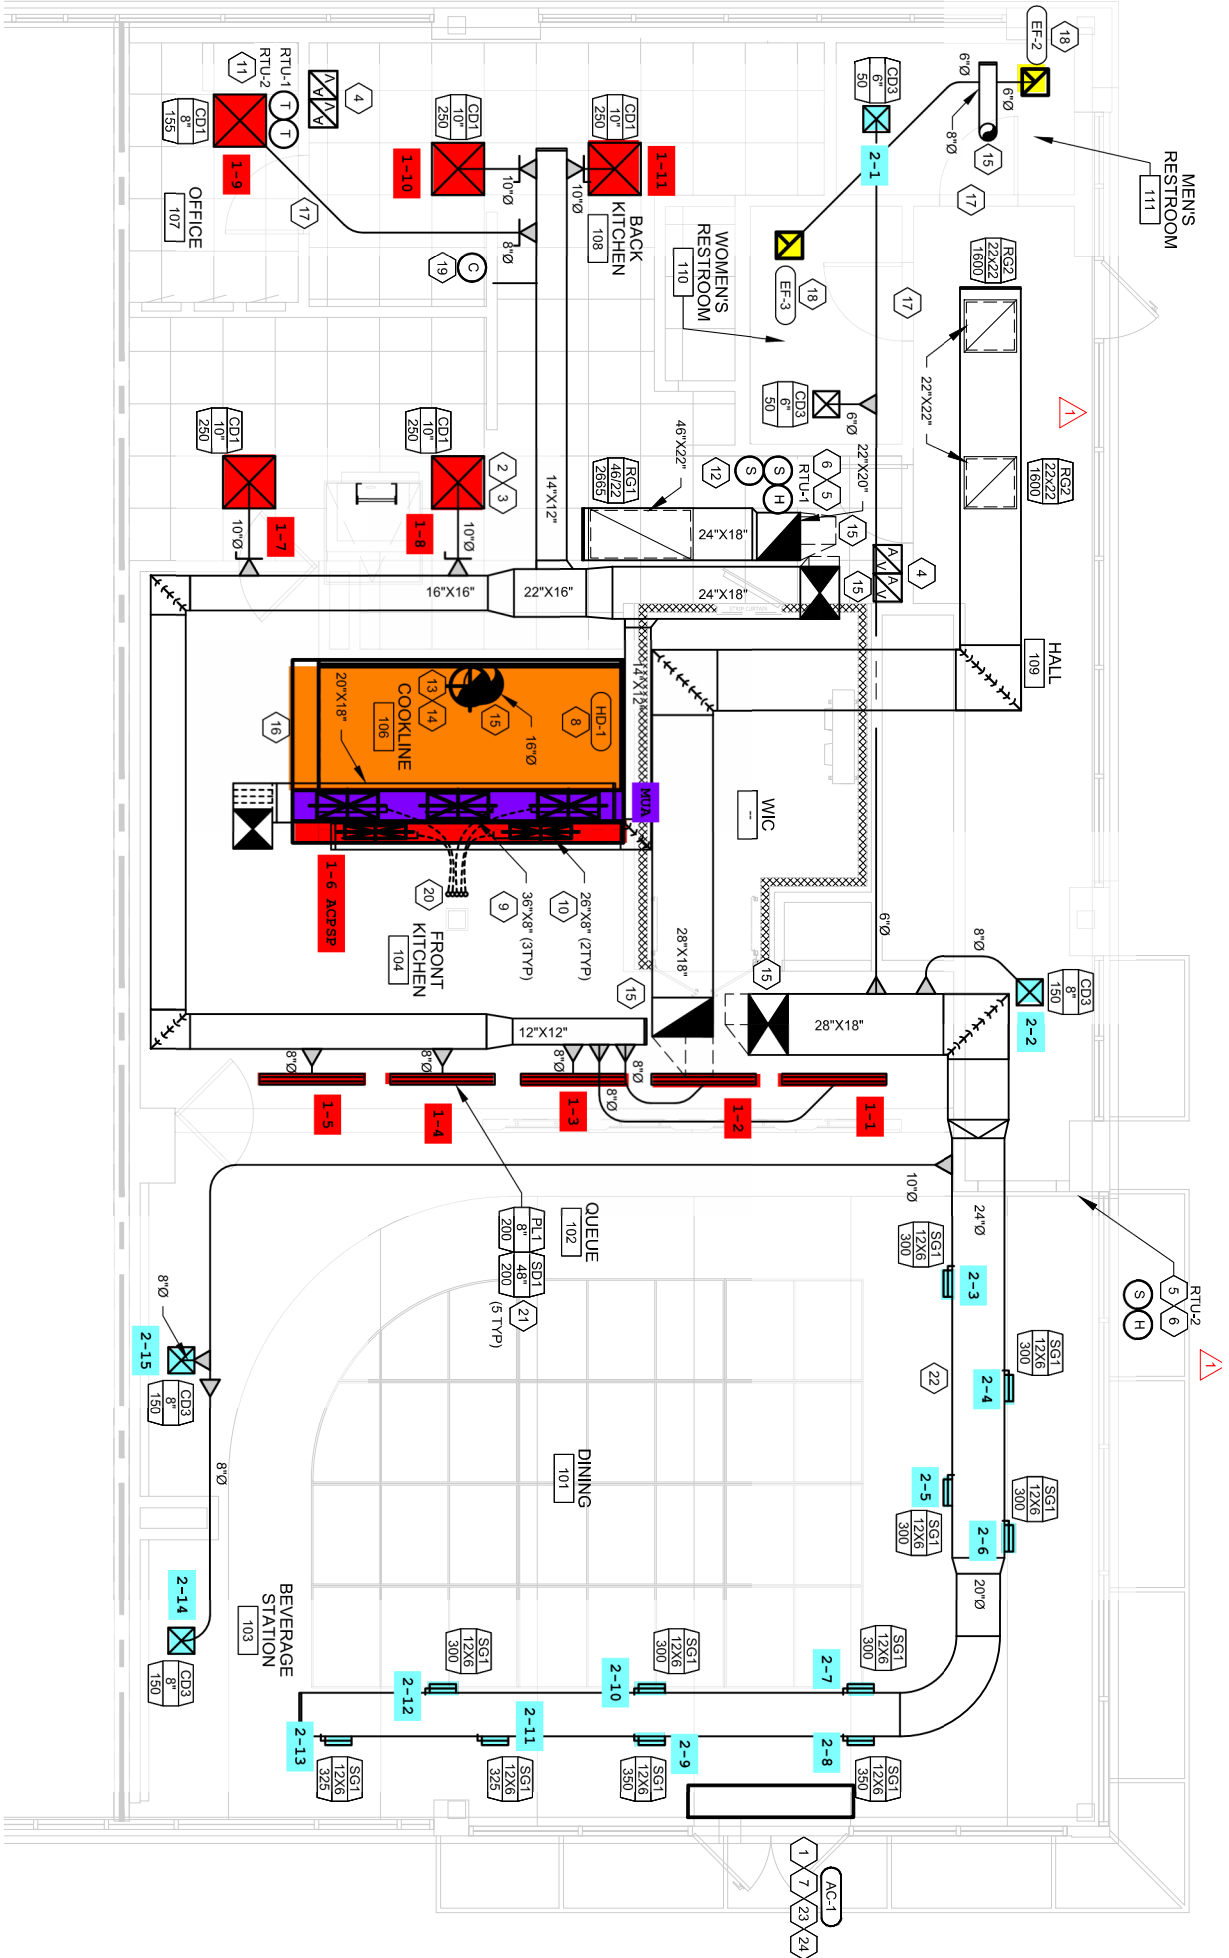 EF-2
18
6"Ø
6"Ø
8"Ø
15
CD3
6"
50
2-1
MEN'S
RESTROOM
111
17
11
RTU-1
RTU-2
T
T
4
V
A
V
A
CD1
8"
155
1-9
OFFICE
107
17
CD1
10"
250
1-10
10"Ø
10"Ø
1-11
CD1
10"
250
BACK
KITCHEN
108
8"Ø
19
C
WOMEN'S
RESTROOM
110
EF-3
18
17
RG2
22x22
1600
22"X22"
RG2
22x22
1600
1
CD3
6"
50
6"Ø
CD1
10"
250
10"Ø
1-7
CD1
10"
250
2
3
10"Ø
1-8
14"X12"
RG1
46/22
2665
46"X22"
12
S
S
H
RTU-1
6
5
22"X20"
15
24"X18"
15
4
A
V
A
V
16"X16"
22"X16"
24"X18"
STRIP CURTAIN
HALL
109
14"X12"
20"X18"
COOKLINE
106
13
14
15
16"Ø
8
HD-1
16
MUA
1-6 ACPSP
20
9
36"X8" (3TYP)
10
26"X8" (2TYP)
FRONT
KITCHEN
104
WIC
--
28"X18"
15
15
6"Ø
8"Ø
CD3
8"
150
2-2
28"X18"
12"X12"
8"Ø
8"Ø
8"Ø
8"Ø
8"Ø
1-5
1-4
1-3
1-2
1-1
QUEUE
102
PL1
8"
200
SD1
48"
200
21
(5 TYP)
10"Ø
24"Ø
RTU-2
5
6
S
H
1
SG1
12X6
300
2-3
SG1
12X6
300
2-4
22
2-5
SG1
12X6
300
SG1
12X6
300
2-6
20"Ø
8"Ø
2-15
CD3
8"
150
8"Ø
2-14
CD3
8"
150
DINING
101
BEVERAGE
STATION
103
SG1
12X6
300
2-12
SG1
12X6
300
2-10
SG1
12X6
300
2-7
2-13
SG1
12X6
325
2-11
SG1
12X6
325
2-9
SG1
12X6
350
2-8
SG1
12X6
350
AC-1
1
7
23
24